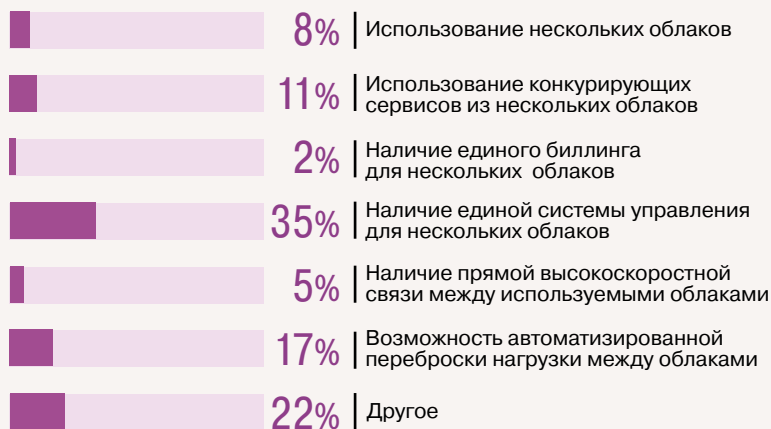 8% Использование нескольких облаков
11% Использование конкурирующих
сервисов из нескольких облаков
2% Наличие единого биллинга
для нескольких облаков
35% Наличие единой системы управления
для нескольких облаков
5% Наличие прямой высокоскоростной
связи между используемыми облаками
17% Возможность автоматизированной
переброски нагрузки между облаками
22% Другое